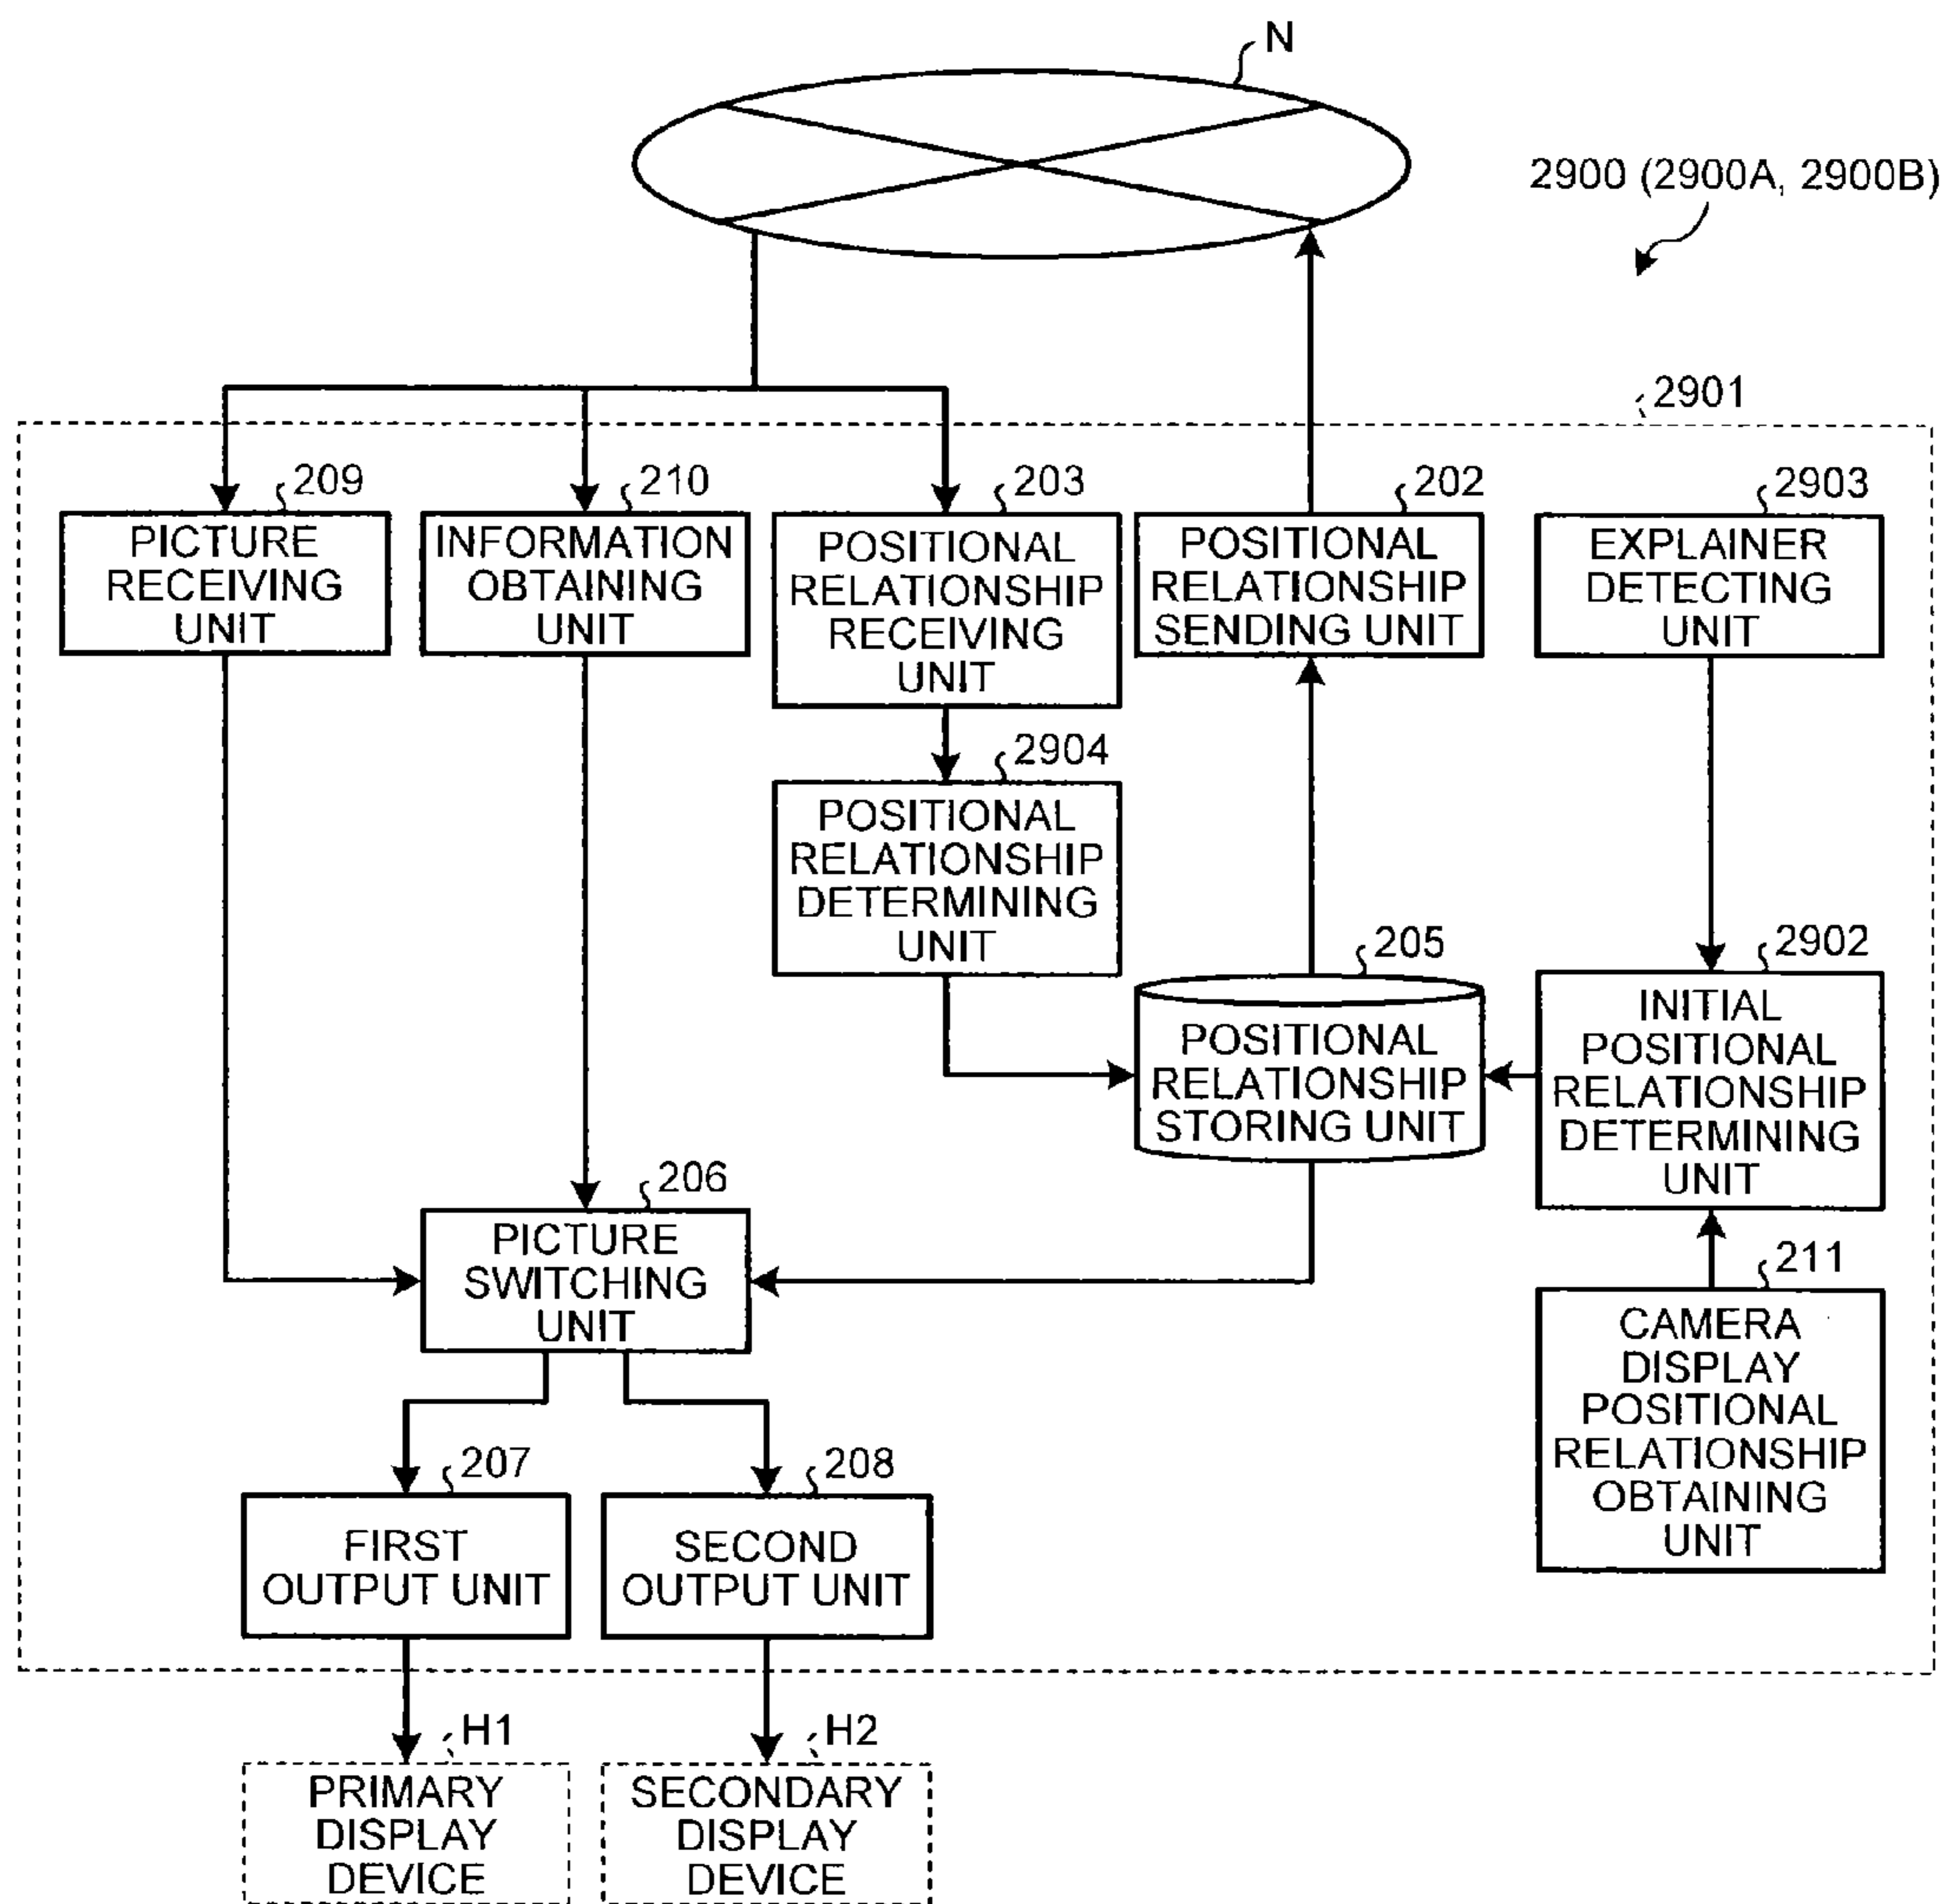 N
2900 (2900A, 2900B)
2901
209
PICTURE
RECEIVING
UNIT
210
INFORMATION
OBTAINING
UNIT
203
POSITIONAL
RELATIONSHIP
RECEIVING
UNIT
202
POSITIONAL
RELATIONSHIP
SENDING UNIT
2903
EXPLAINER
DETECTING
UNIT
2904
POSITIONAL
RELATIONSHIP
DETERMINING
UNIT
205
POSITIONAL
RELATIONSHIP
STORING UNIT
2902
INITIAL
POSITIONAL
RELATIONSHIP
DETERMINING
UNIT
206
PICTURE
SWITCHING
UNIT
211
CAMERA
DISPLAY
POSITIONAL
RELATIONSHIP
OBTAINING
UNIT
207
FIRST
OUTPUT UNIT
208
SECOND
OUTPUT UNIT
H1
PRIMARY
DISPLAY
DEVICE
H2
SECONDARY
DISPLAY
DEVICE